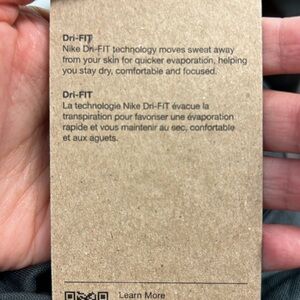 Dri-FIT
Nike Dri-FIT technology moves sweat away
from your skin for quicker evaporation, helping
you stay dry, comfortable and focused.
Dri-FIT
La technologie Nike Dri-FIT évacue la
transpiration pour favoriser une évaporation
rapide et vous maintenir au sec, confortable
et aux aguets.
Learn More